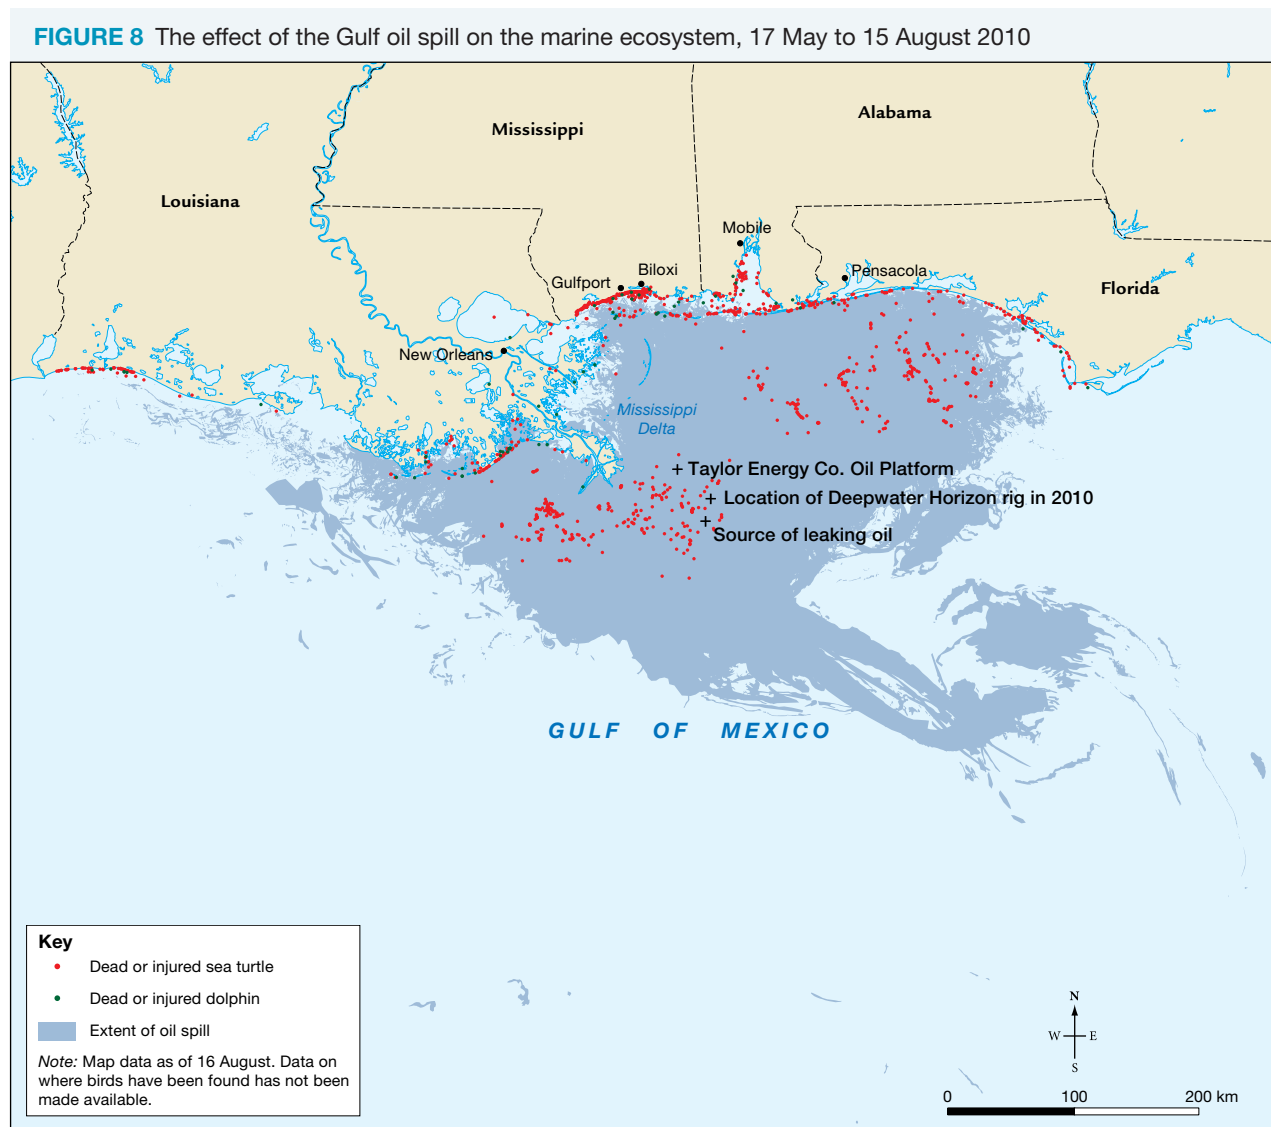 FIGURE 8 The effect of the Gulf oil spill on the marine ecosystem, 17 May to 15 August 2010
Alabama
Mississippi
Louisiana
Mobile
Biloxi
Pensacola
Gulfport
Florida
New Orleans
Mississippi
Delta
+ Taylor Energy Co. Oil Platform
+ Location of Deepwater Horizon rig in 2010
+
Source of leaking oil
GULF OF MEXICO
Key
Dead or injured sea turtle
Dead or injured dolphin
Extent of oil spill
Note: Map data as of 16 August. Data on
where birds have been found has not been
made available.
N
W E
S
0 100 200 km